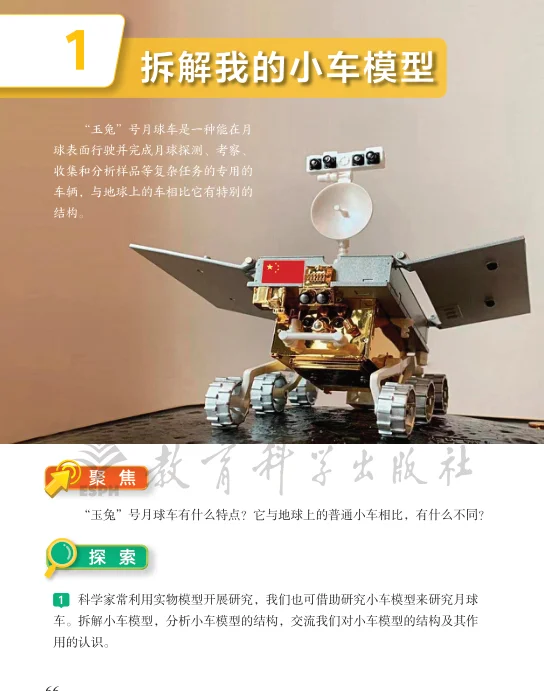 1
拆解我的小车模型
“玉兔”号月球车是一种能在月
球表面行驶并完成月球探测、考察、
收集和分析样品等复杂任务的专用的
车辆，与地球上的车相比它有特别的
结构。
教育科学出版社
ESPH
聚焦
“玉兔”号月球车有什么特点？它与地球上的普通小车相比，有什么不同？
探索
1 科学家常利用实物模型开展研究，我们也可借助研究小车模型来研究月球
车。拆解小车模型，分析小车模型的结构，交流我们对小车模型的结构及其作
用的认识。
66